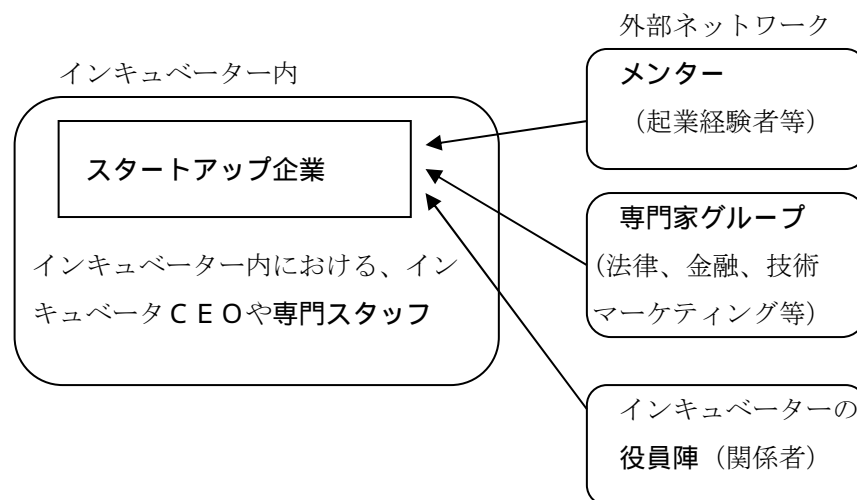 外部ネットワーク
インキュベーター内
メンター
（起業経験者等）
スタートアップ企業
専門家グループ
(法律、金融、技術
マーケティング等）
インキュベーター内における、イン
キュベータＣＥＯや専門スタッフ
インキュベーターの
役員陣（関係者）